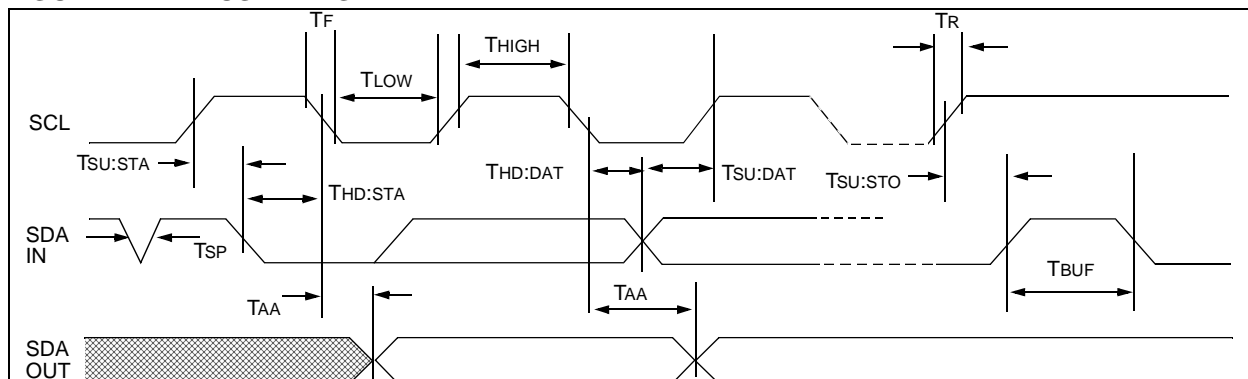 TF
TR
THIGH
TLOW
SCL
TSU:STA
THD:STA
THD:DAT
TSU:DAT
TSU:STO
SDA
IN
TSP
TBUF
TAA
TAA
SDA
OUT